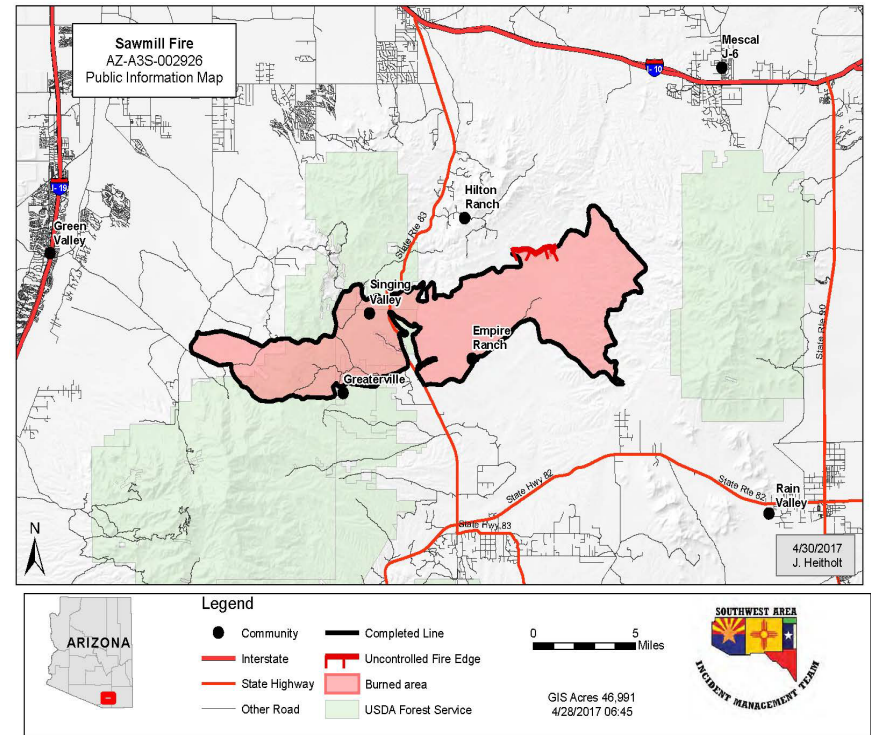 Sawmill Fire
AZ-A3S-002926
Public Information Map
Mescal
J-6
I-10
I-19
Green
Valley
Hilton
Ranch
State Rte 83
Singing
Valley
Empire
Ranch
Greaterville
State Rte 90
State Hwy 82
State Rte 82
Rain
Valley
State Hwy 83
N
4/30/2017
J. Heitholt
Legend
ARIZONA
Community
Interstate
State Highway
Other Road
Completed Line
Uncontrolled Fire Edge
Burned area
USDA Forest Service
0 5
Miles
GIS Acres 46,991
4/28/2017 06:45
SOUTHWEST AREA
INCIDENT MANAGEMENT TEAM